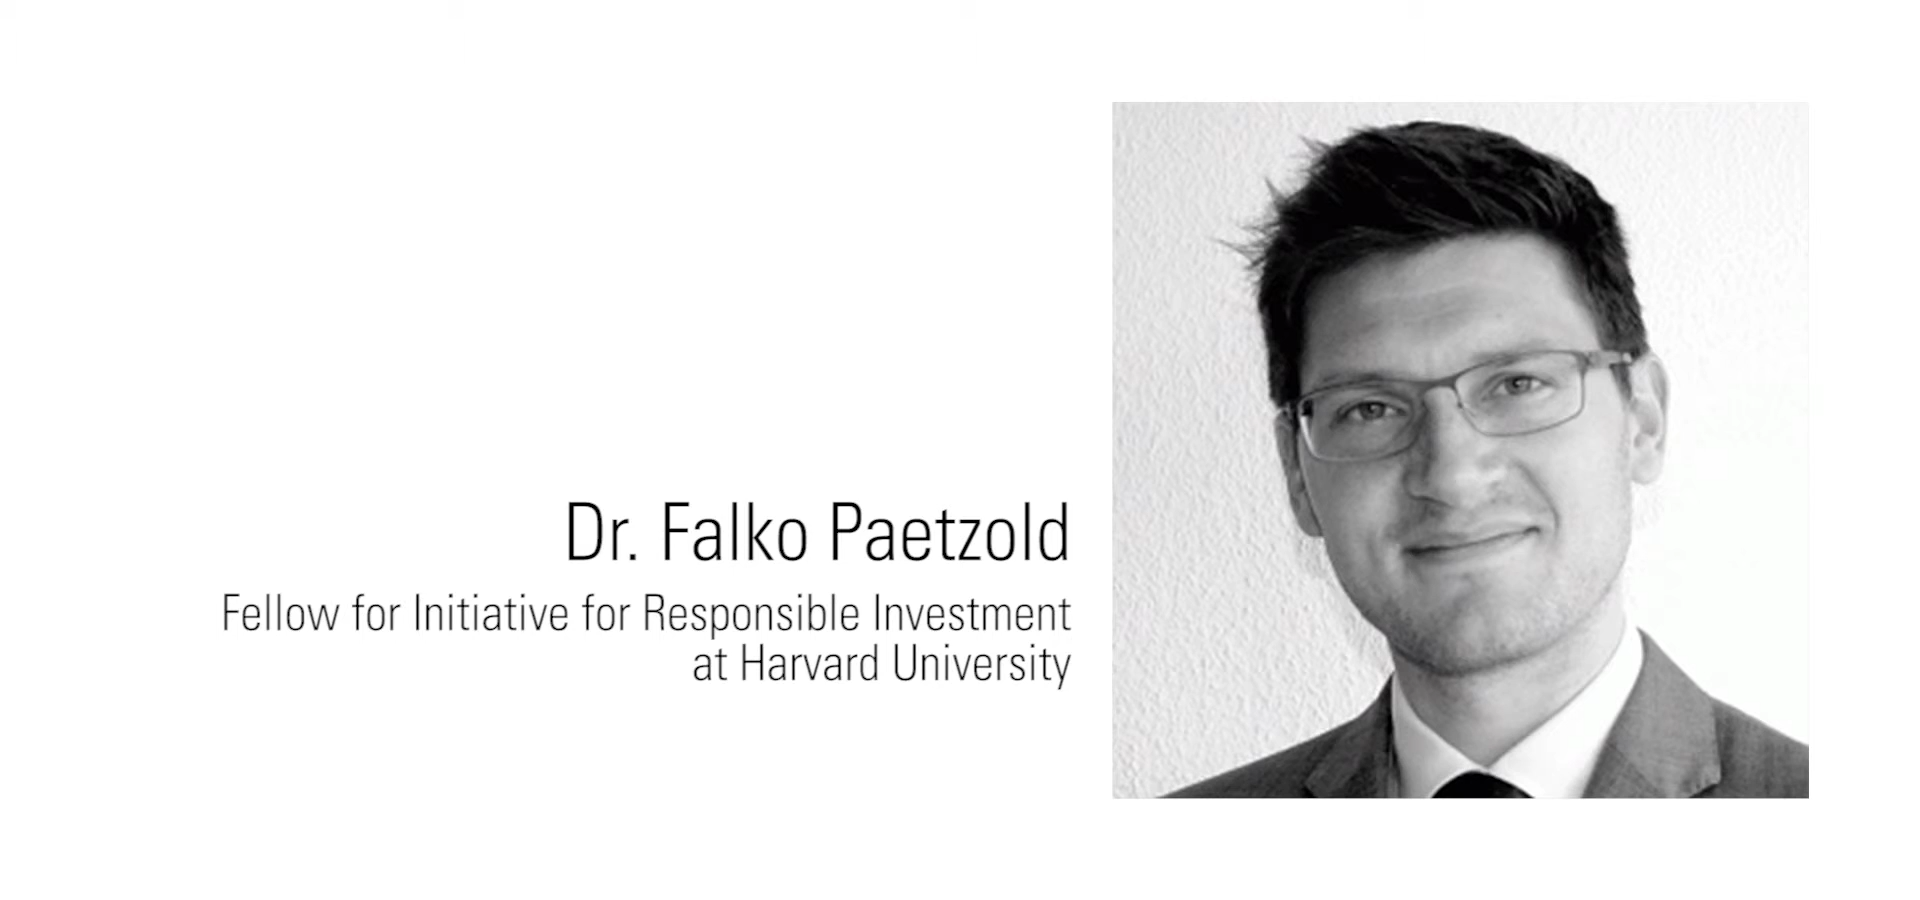 Dr. Falko Paetzold
Fellow for Initiative for Responsible Investment
at Harvard University